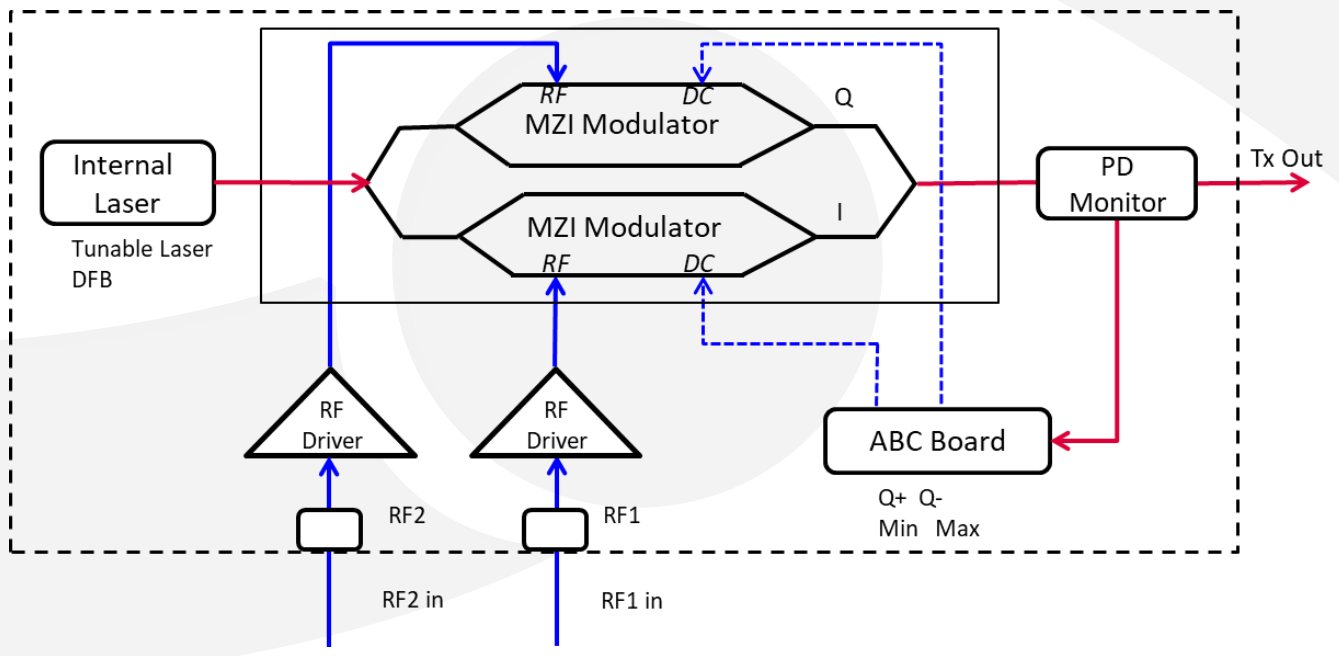 RF
DC
Q
MZI Modulator
Internal
Laser
PD
Monitor
Tx Out
I
MZI Modulator
RF
DC
Tunable Laser
DFB
RF
Driver
RF
Driver
ABC Board
Q+ Q-
Min Max
RF2
RF1
RF2 in
RF1 in